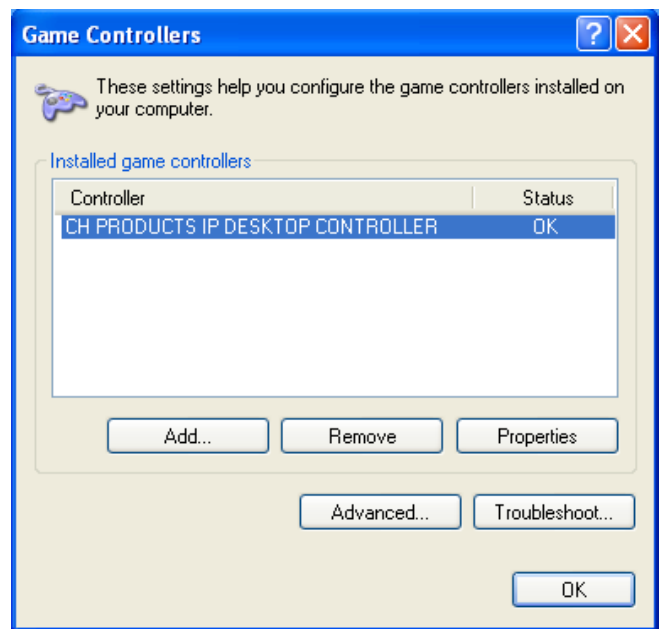 Game Controllers
These settings help you configure the game controllers installed on
your computer.
Installed game controllers
Controller Status
CH PRODUCTS IP DESKTOP CONTROLLER OK
Add... Remove Properties
Advanced... Troubleshoot...
OK